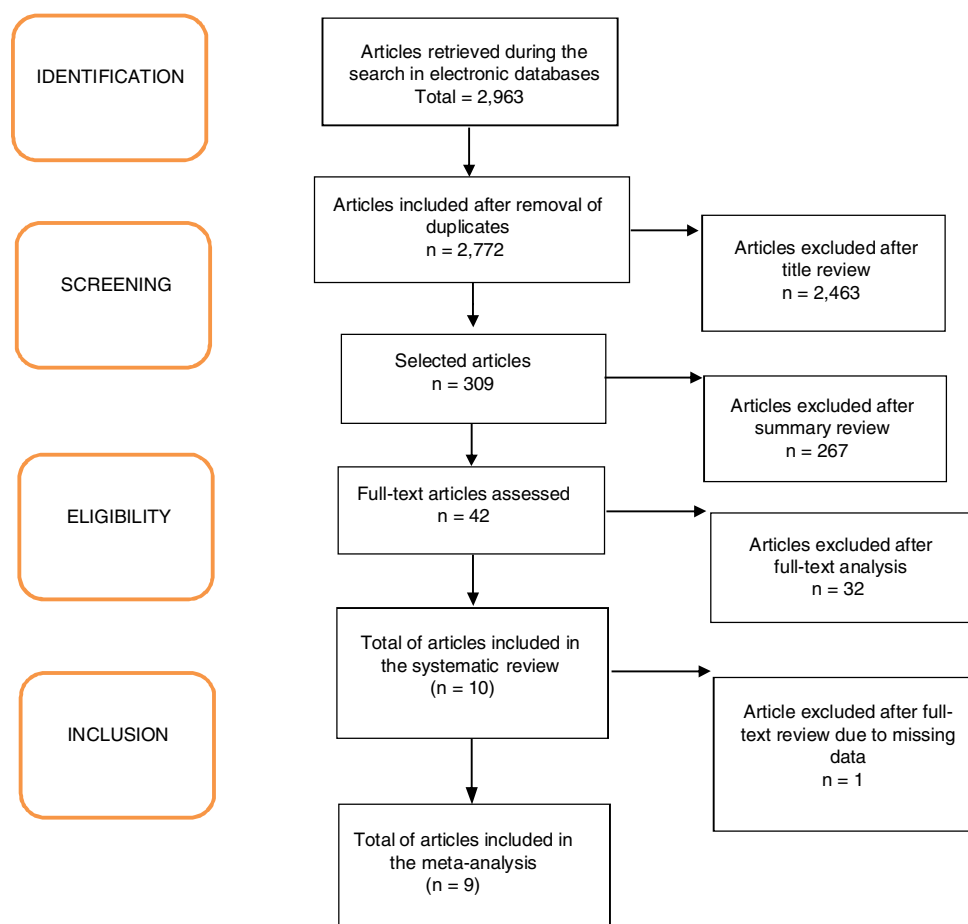 IDENTIFICATION
Articles retrieved during the
search in electronic databases
Total = 2,963
Articles included after removal of
duplicates
n = 2,772
SCREENING
Articles excluded after
title review
n = 2,463
Selected articles
n = 309
Articles excluded after
summary review
n = 267
ELIGIBILITY
Full-text articles assessed
n = 42
Articles excluded after
full-text analysis
n = 32
Total of articles included in
the systematic review
(n = 10)
INCLUSION
Article excluded after full-
text review due to missing
data
n = 1
Total of articles included in
the meta-analysis
(n = 9)